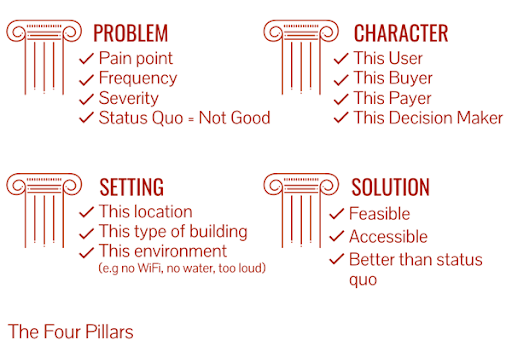 PROBLEM
Pain point
Frequency
Severity
Status Quo = Not Good
CHARACTER
This User
This Buyer
This Payer
This Decision Maker
SETTING
This location
This type of building
This environment
(e.g no WiFi, no water, too loud)
SOLUTION
Feasible
Accessible
Better than status
quo
The Four Pillars